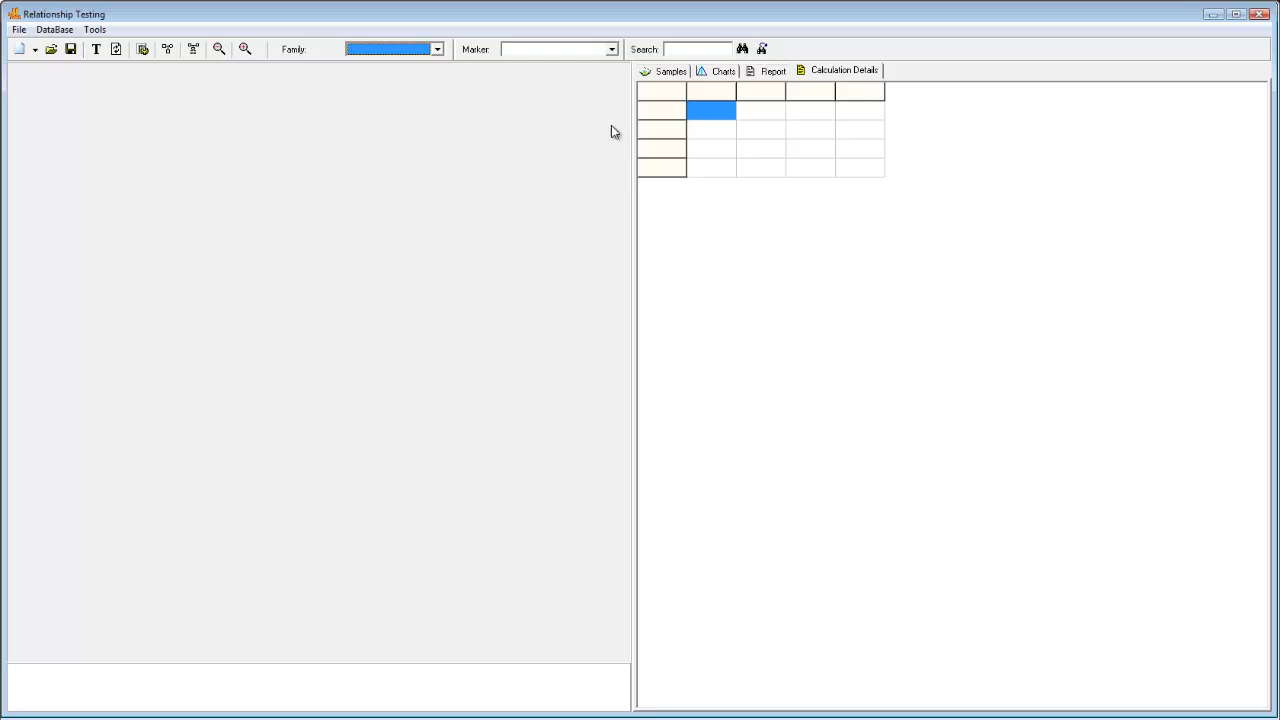 Relationship Testing
File DataBase Tools
T Family: Marker: Search:
Samples Charts Report Calculation Details